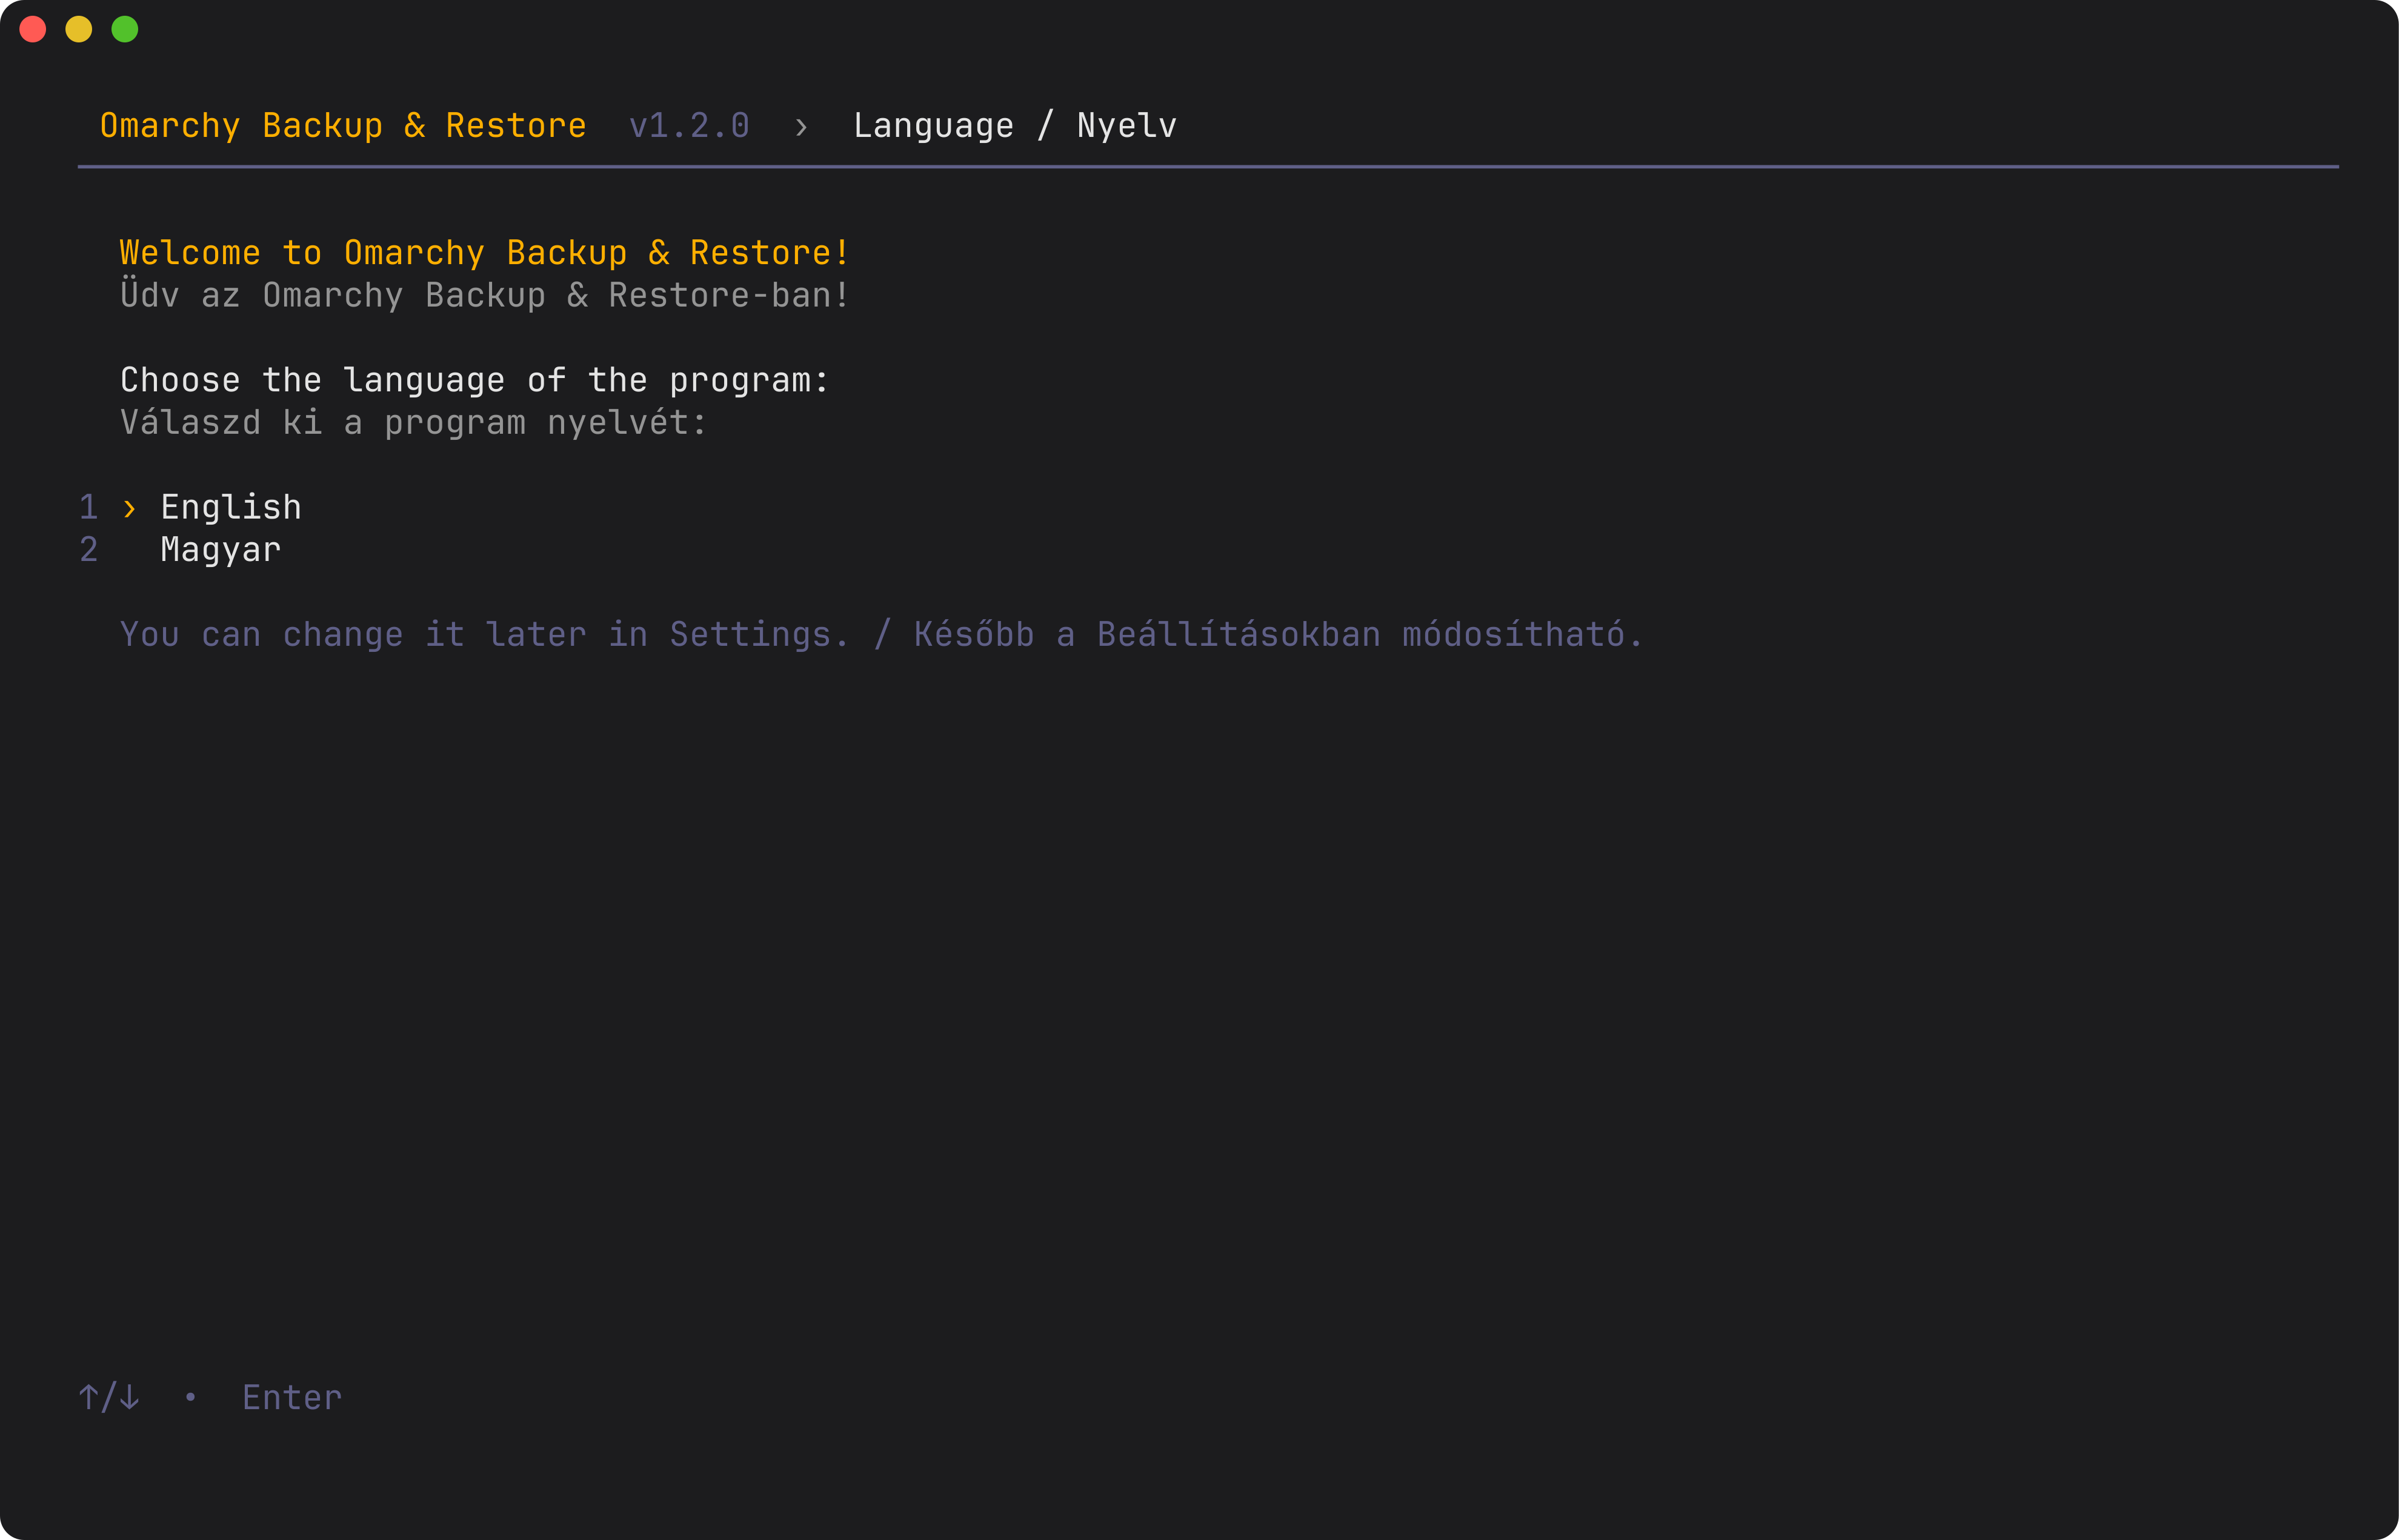 Omarchy Backup & Restore v1.2.0 › Language / Nyelv
Welcome to Omarchy Backup & Restore!
Üdv az Omarchy Backup & Restore-ban!
Choose the language of the program:
Válaszd ki a program nyelvét:
1 › English
2 Magyar
You can change it later in Settings. / Később a Beállításokban módosítható.
↑/↓ • Enter